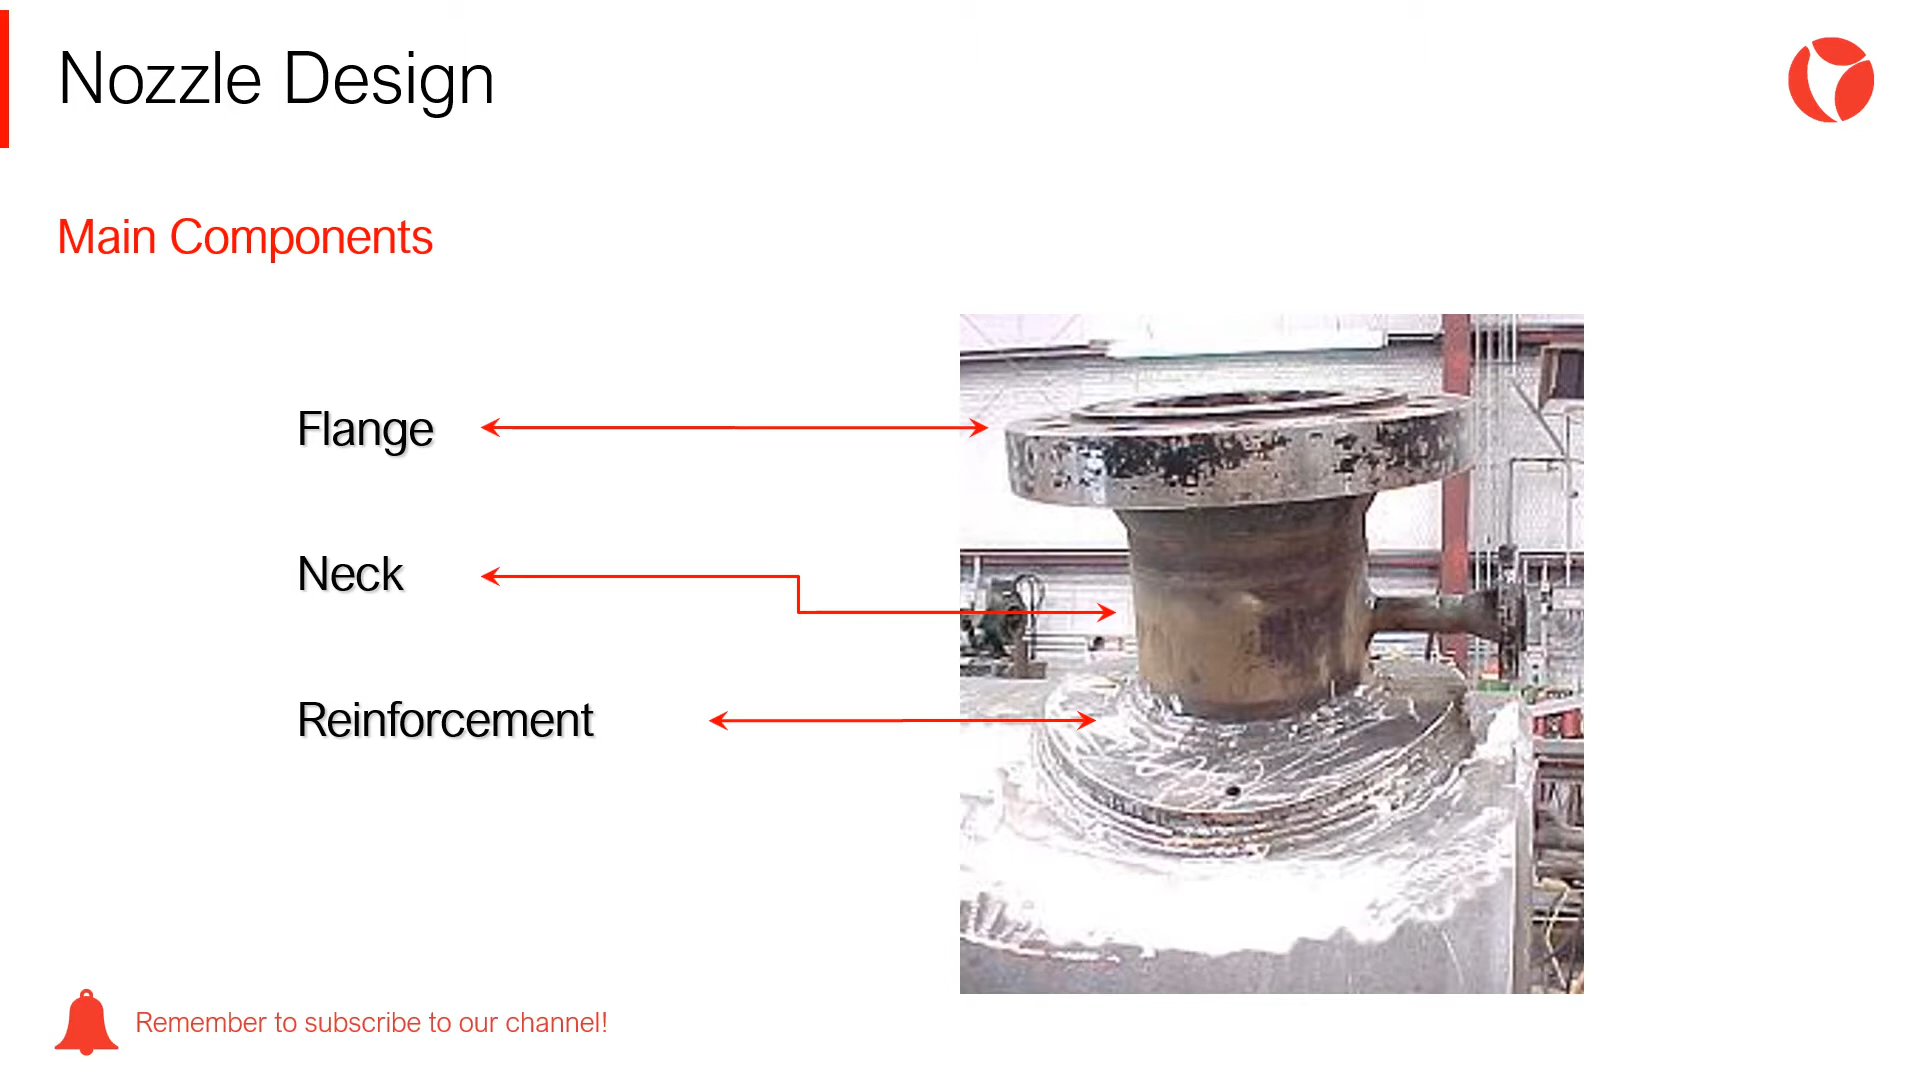 Nozzle Design
Main Components
Flange
Neck
Reinforcement
Remember to subscribe to our channel!